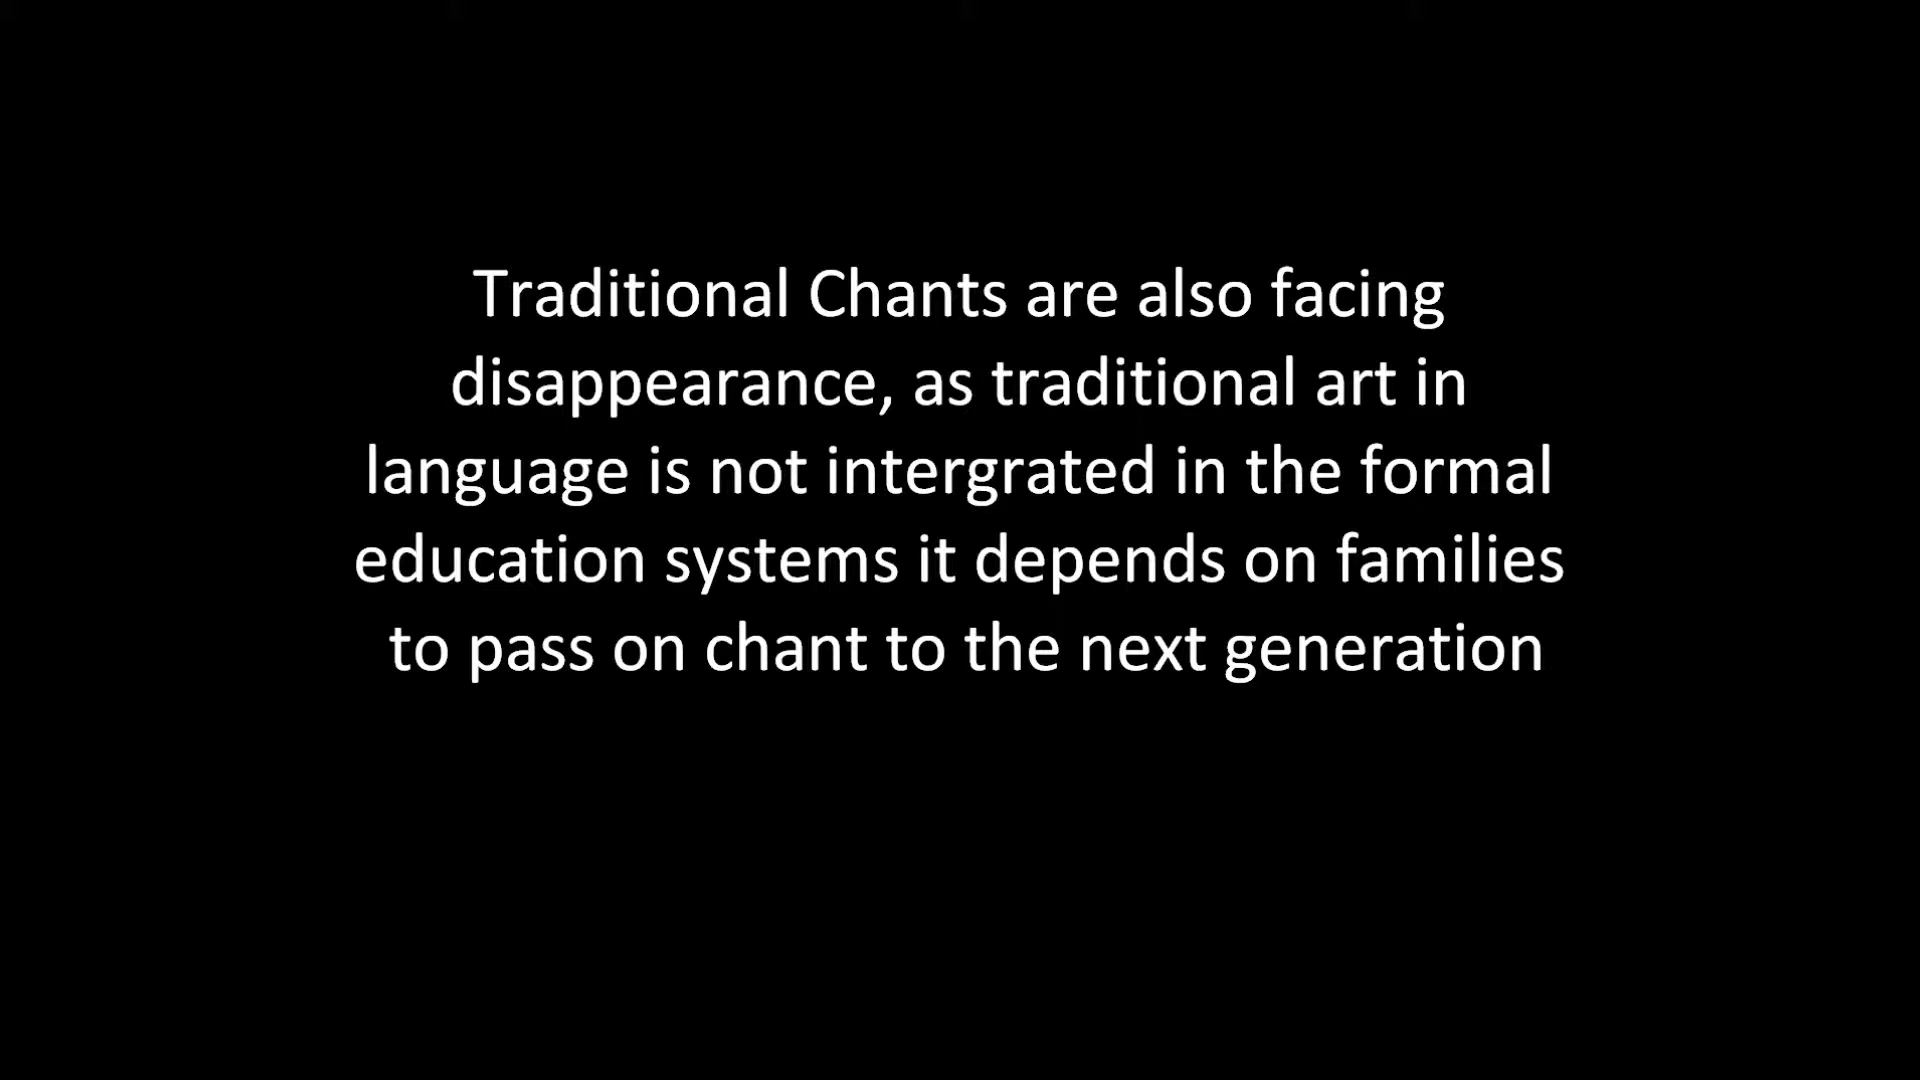 Traditional Chants are also facing
disappearance, as traditional art in
language is not intergrated in the formal
education systems it depends on families
to pass on chant to the next generation